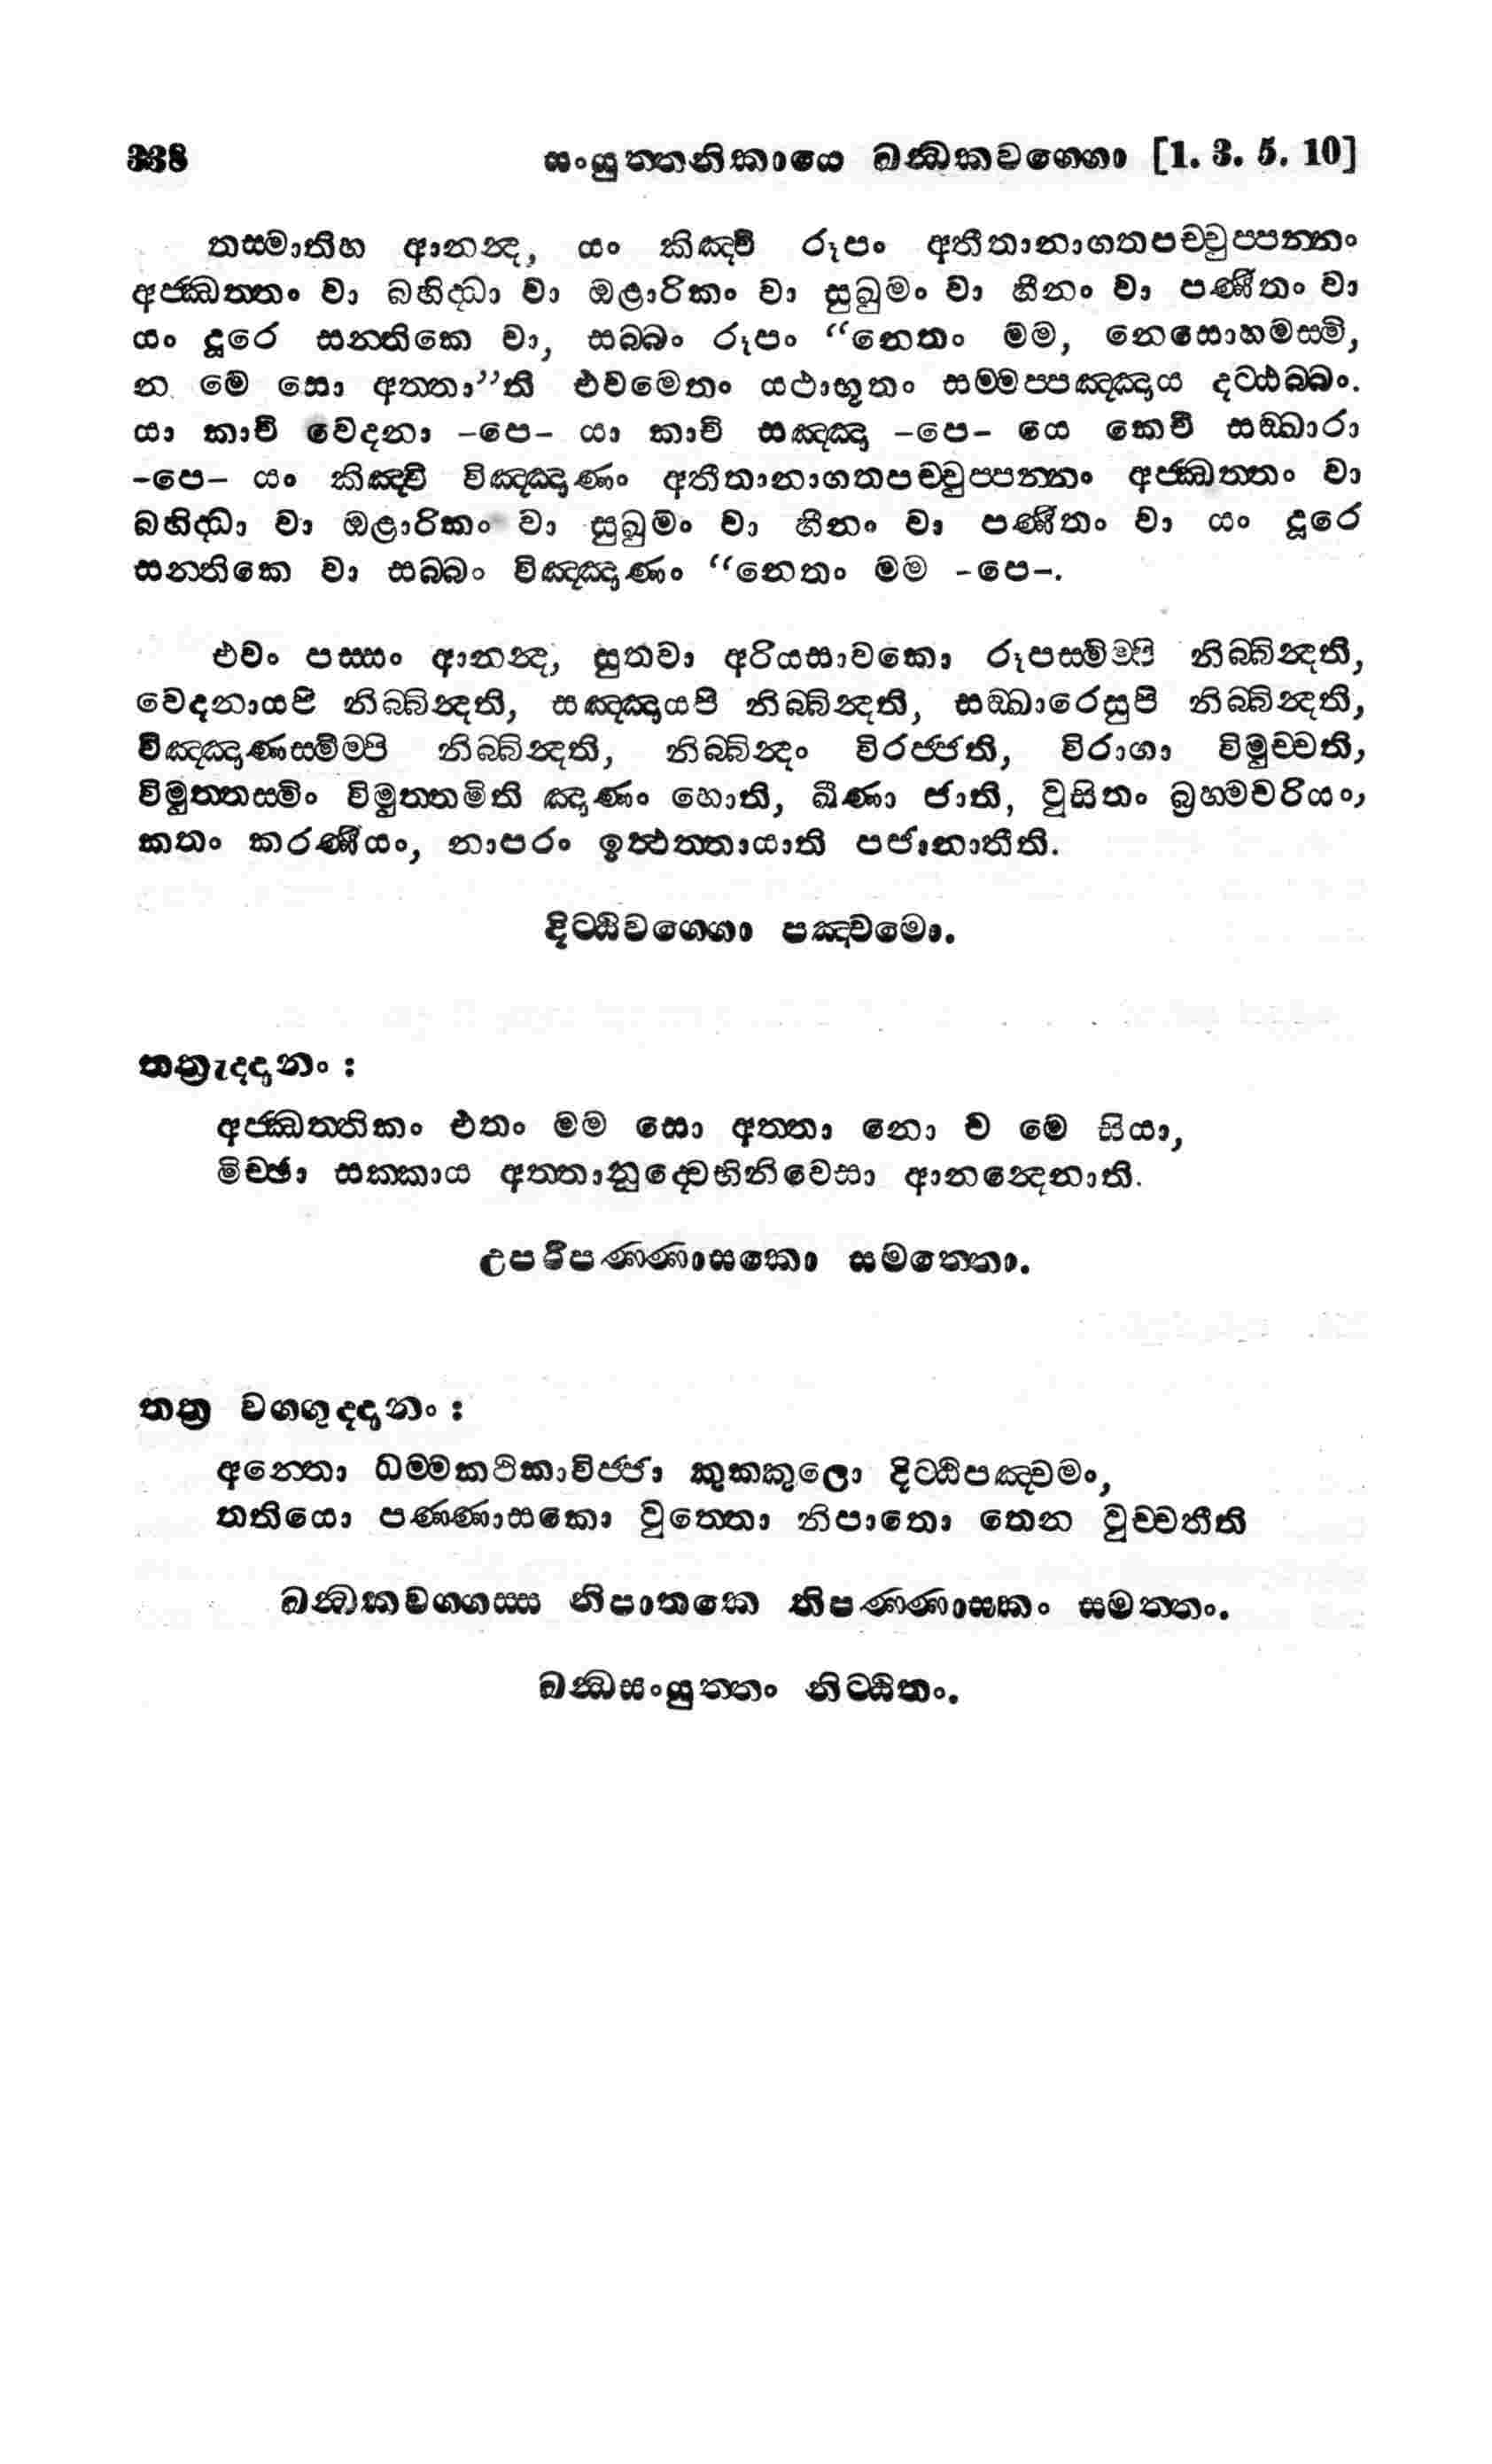 338 සංයුත්තනිකායෙ ඛන්ධකවග්ගො [1. 3. 5. 10]
තස්මාතිහ ආනන්ද, යං කිඤ්චි රූපං අතීතානාගතපච්චුප්පන්නං
අජ්ඣත්තං වා බහිද්ධා වා ඔළාරිකං වා සුඛුමං වා හීනං වා පණීතං වා
යං දූරෙ සන්තිකෙ වා, සබ්බං රූපං “නෙතං මම, නෙසොහමස්මි,
න මෙ සො අත්තා”ති එවමෙතං යථාභූතං සම්මප්පඤ්ඤාය දට්ඨබ්බං.
යා කාචි වෙදනා –පෙ– යා කාචි සඤ්ඤා –පෙ– යෙ කෙචි සඞ්ඛාරා
–පෙ– යං කිඤ්චි විඤ්ඤාණං අතීතානාගතපච්චුප්පන්නං අජ්ඣත්තං වා
බහිද්ධා වා ඔළාරිකං වා සුඛුමං වා හීනං වා පණීතං වා යං දූරෙ
සන්තිකෙ වා සබ්බං විඤ්ඤාණං “නෙතං මම –පෙ–.
එවං පස්සං ආනන්ද, සුතවා අරියසාවකො රූපස්මිම්පි නිබ්බින්දති,
වෙදනායපි නිබ්බින්දති, සඤ්ඤායපි නිබ්බින්දති, සඞ්ඛාරෙසුපි නිබ්බින්දති,
විඤ්ඤාණස්මිම්පි නිබ්බින්දති, නිබ්බින්දං විරජ්ජති, විරාගා විමුච්චති,
විමුත්තස්මිං විමුත්තමිති ඤාණං හොති, ඛීණා ජාති, වුසිතං බ්‍රහ්මචරියං,
කතං කරණීයං, නාපරං ඉත්ථත්තායාති පජානාතීති.
දිට්ඨිවග්ගො පඤ්චමො.
තත්‍රුද්දානං :
අජ්ඣත්තිකං එතං මම සො අත්තා නො ච මෙ සියා,
මිච්ඡා සක්කාය අත්තානුද්වෙභිනිවෙසා ආනන්දෙනාති.
උපරිපණ්ණාසකො සමත්තො.
තත්‍ර වග්ගුද්දානං :
අන්තො ධම්මකථිකාවිජ්ජා කුක්කුලො දිට්ඨිපඤ්චමං,
තතියො පණ්ණාසකො වුත්තො නිපාතො තෙන වුච්චතීති
ඛන්ධකවග්ගස්ස නිපාතකෙ තිපණ්ණාසකං සමත්තං.
ඛන්ධසංයුත්තං නිට්ඨිතං.